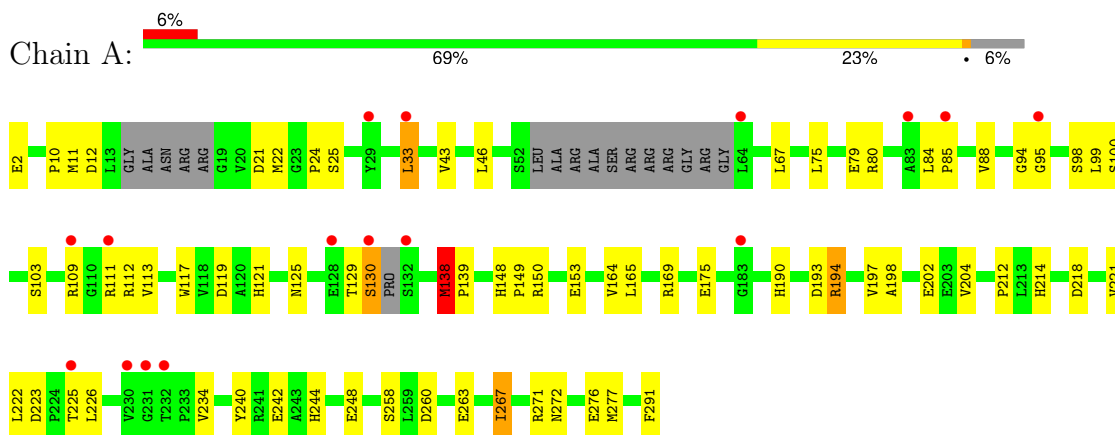 6%
Chain A:
69% 23% • 6%
E2 P10 M11 D12 L13 GLY ALA ASN ARG ARG G19 V20 D21 M22 G23 P24 S25 Y29 L33 V43 L46 S52 LEU ALA ARG ALA SER ARG ARG ARG GLY ARG GLY L64 L67 L75 E79 R80 A83 L84 P85 V88 G94 G95 S98 L99 S100
S103 R109 G110 R111 R112 V113 W117 V118 D119 A120 H121 N125 E128 T129 S130 PRO S132 M138 P139 H148 P149 R150 E153 V164 L165 R169 E175 G183 H190 D193 R194 V197 A198 E202 E203 V204 P212 L213 H214 D218 V221
L222 D223 P224 T225 L226 V230 G231 T232 P233 V234 Y240 R241 E242 A243 H244 E248 S258 L259 D260 E263 I267 R271 N272 E276 M277 F291